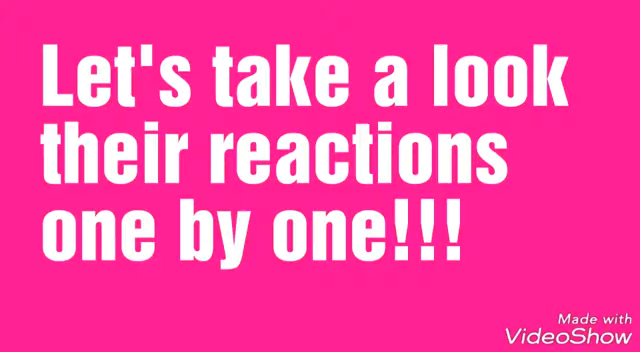 Let's take a look
their reactions
one by one!!!
Made with
VideoShow